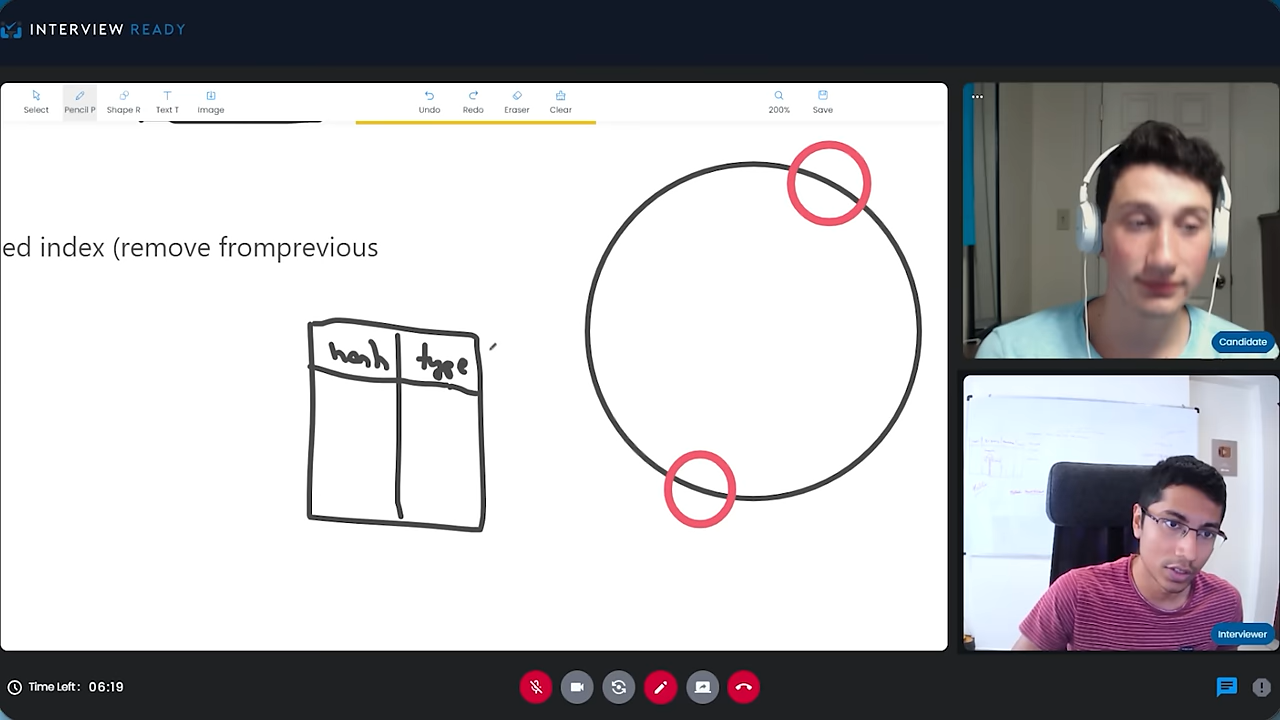 INTERVIEW READY
Select
Pencil P
Shape R
Text T
Image
Undo
Redo
Eraser
Clear
200%
Save
ed index (remove fromprevious
hash
type
Candidate
Interviewer
Time Left : 06:19